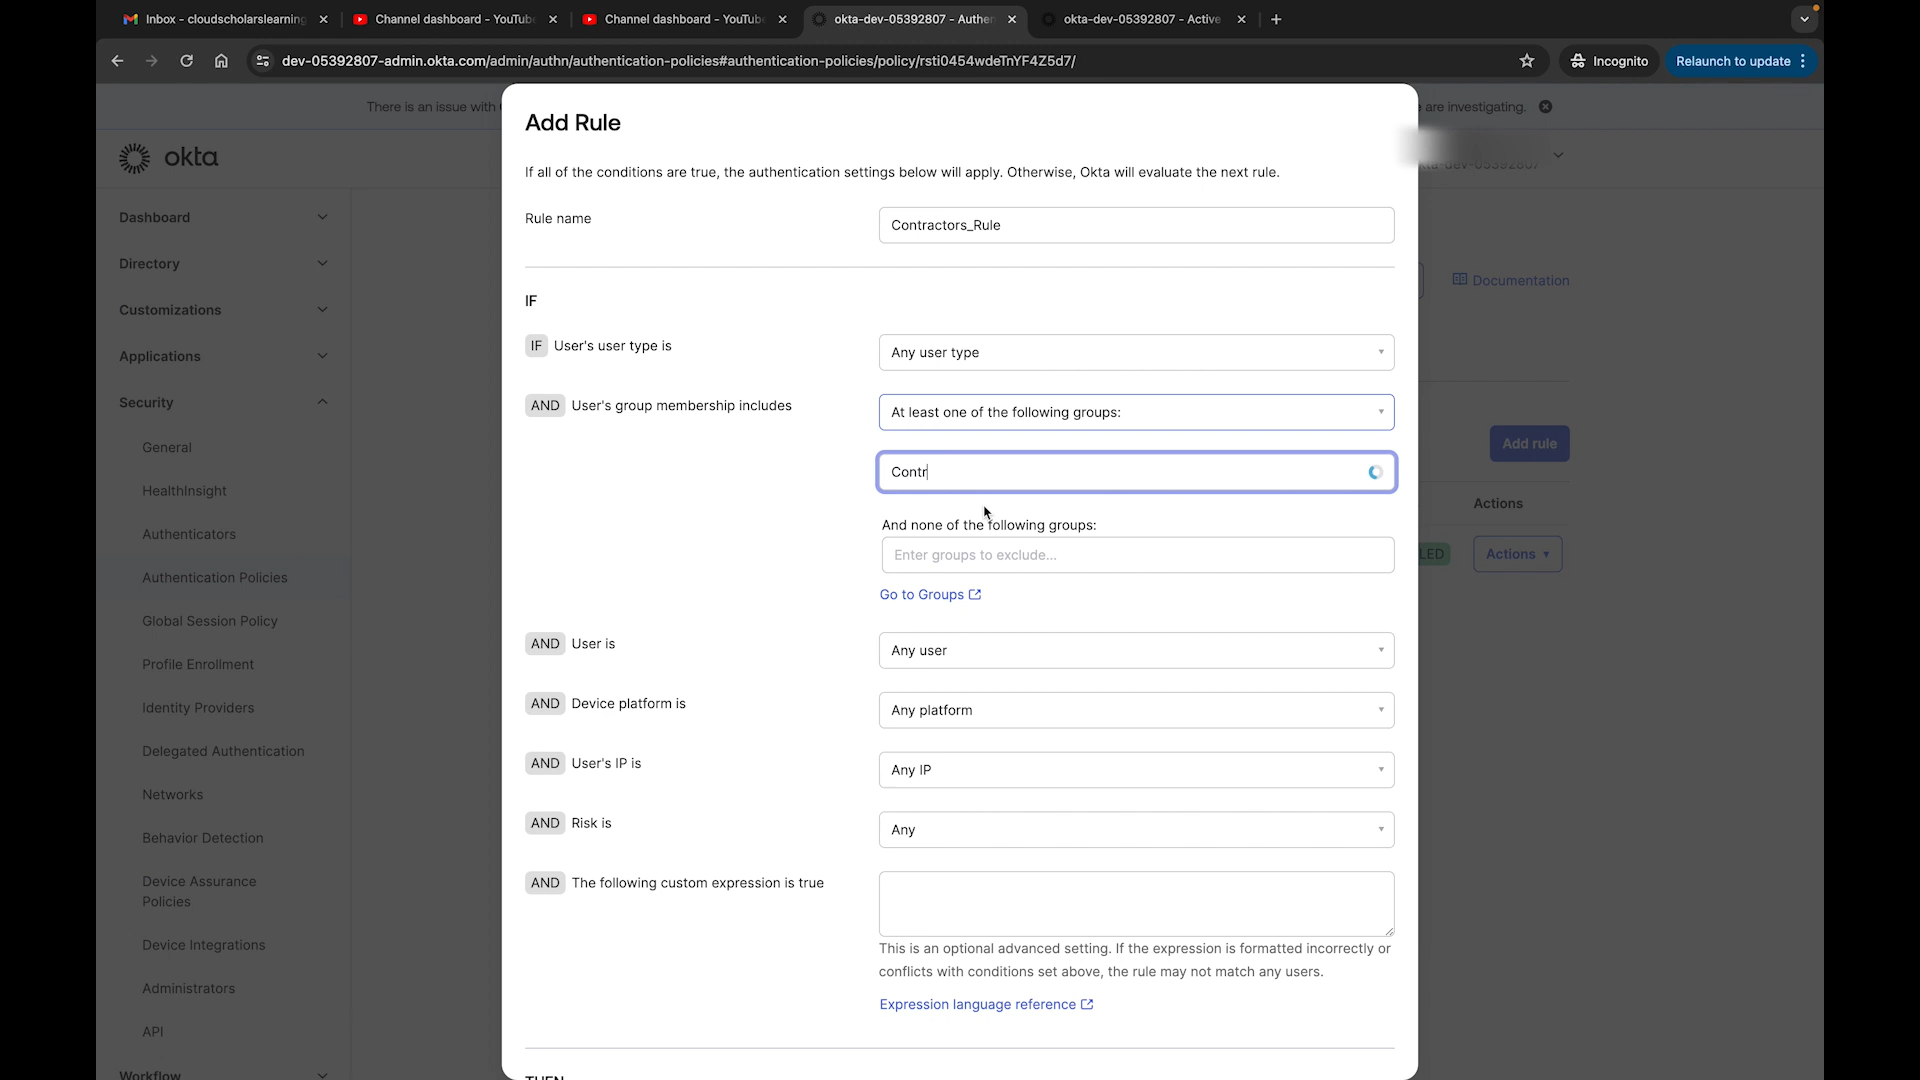 Inbox - cloudscholarslearning
Channel dashboard - YouTube
Channel dashboard - YouTube
okta-dev-05392807 - Authen
okta-dev-05392807 - Active
dev-05392807-admin.okta.com/admin/authn/authentication-policies#authentication-policies/policy/rsti0454wdeTnYF4Z5d7/
Incognito
Relaunch to update
There is an issue with
are investigating.
okta
okta-dev-05392807
Dashboard
Directory
Customizations
Applications
Security
General
HealthInsight
Authenticators
Authentication Policies
Global Session Policy
Profile Enrollment
Identity Providers
Delegated Authentication
Networks
Behavior Detection
Device Assurance
Policies
Device Integrations
Administrators
API
Workflow
Add Rule
If all of the conditions are true, the authentication settings below will apply. Otherwise, Okta will evaluate the next rule.
Rule name
Contractors_Rule
IF
IF User's user type is
Any user type
AND User's group membership includes
At least one of the following groups:
Contr
And none of the following groups:
Enter groups to exclude...
Go to Groups
AND User is
Any user
AND Device platform is
Any platform
AND User's IP is
Any IP
AND Risk is
Any
AND The following custom expression is true
This is an optional advanced setting. If the expression is formatted incorrectly or
conflicts with conditions set above, the rule may not match any users.
Expression language reference
THEN
Documentation
Add rule
Actions
LED
Actions